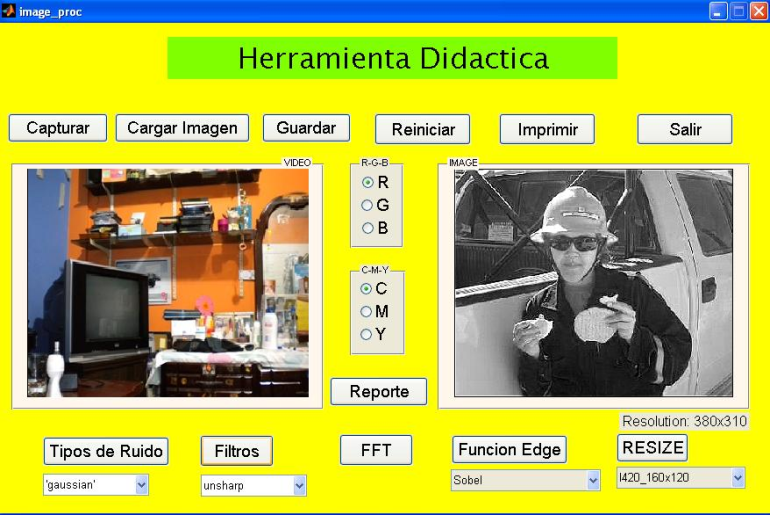 image_proc
Herramienta Didactica
Capturar
Cargar Imagen
Guardar
Reiniciar
Imprimir
Salir
VIDEO
R-G-B
R
G
B
C-M-Y
C
M
Y
IMAGE
Reporte
Resolution: 380x310
Tipos de Ruido
Filtros
FFT
Funcion Edge
RESIZE
'gaussian'
unsharp
Sobel
I420_160x120